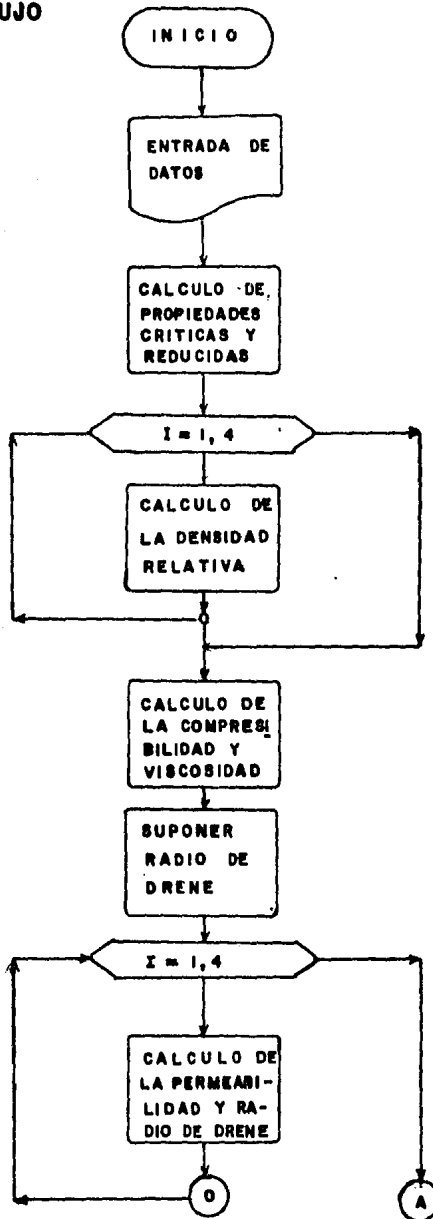 UJO
INICIO
ENTRADA DE
DATOS
CALCULO DE
PROPIEDADES
CRITICAS Y
REDUCIDAS
I = 1, 4
CALCULO DE
LA DENSIDAD
RELATIVA
CALCULO DE
LA COMPRESI
BILIDAD Y
VISCOSIDAD
SUPONER
RADIO DE
DRENE
I = 1, 4
CALCULO DE
LA PERMEABI-
LIDAD Y RA-
DIO DE DRENE
O
A